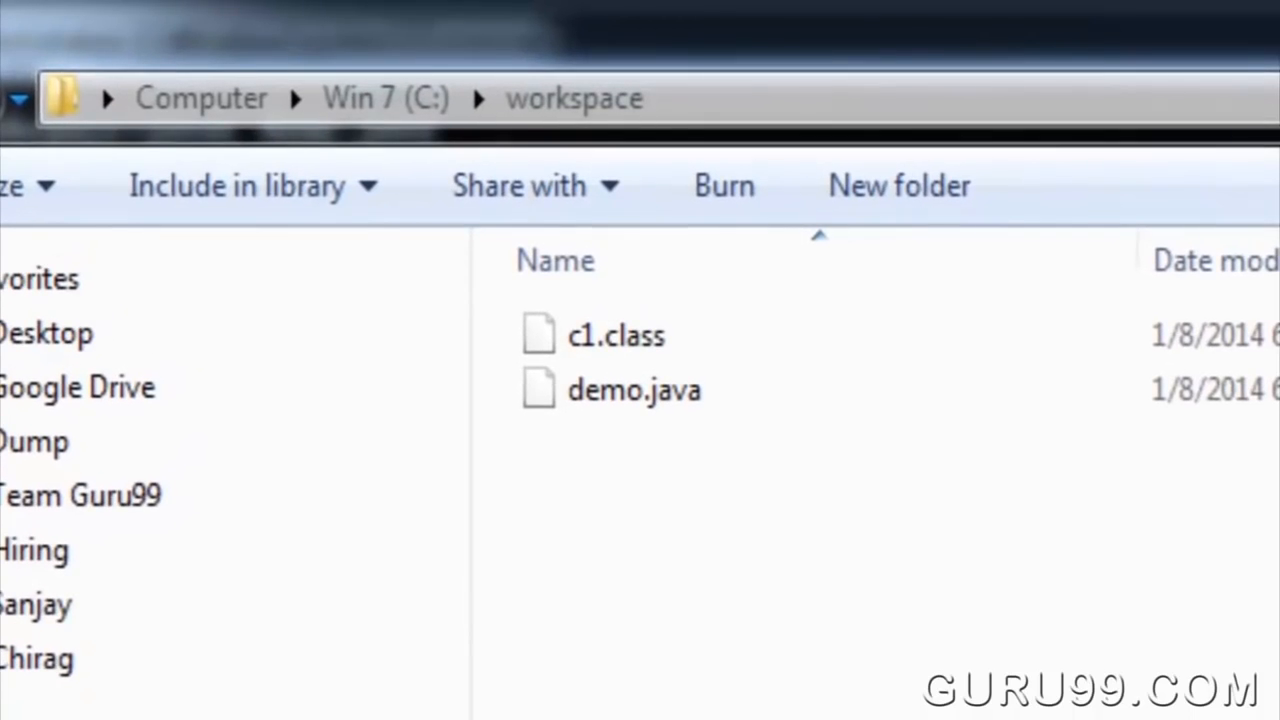 Computer Win 7 (C:) workspace
ze Include in library Share with Burn New folder
Name Date mod
vorites
Desktop
Google Drive
Dump
Team Guru99
Hiring
Sanjay
Chirag
c1.class 1/8/2014 6
demo.java 1/8/2014 6
GURU99.COM